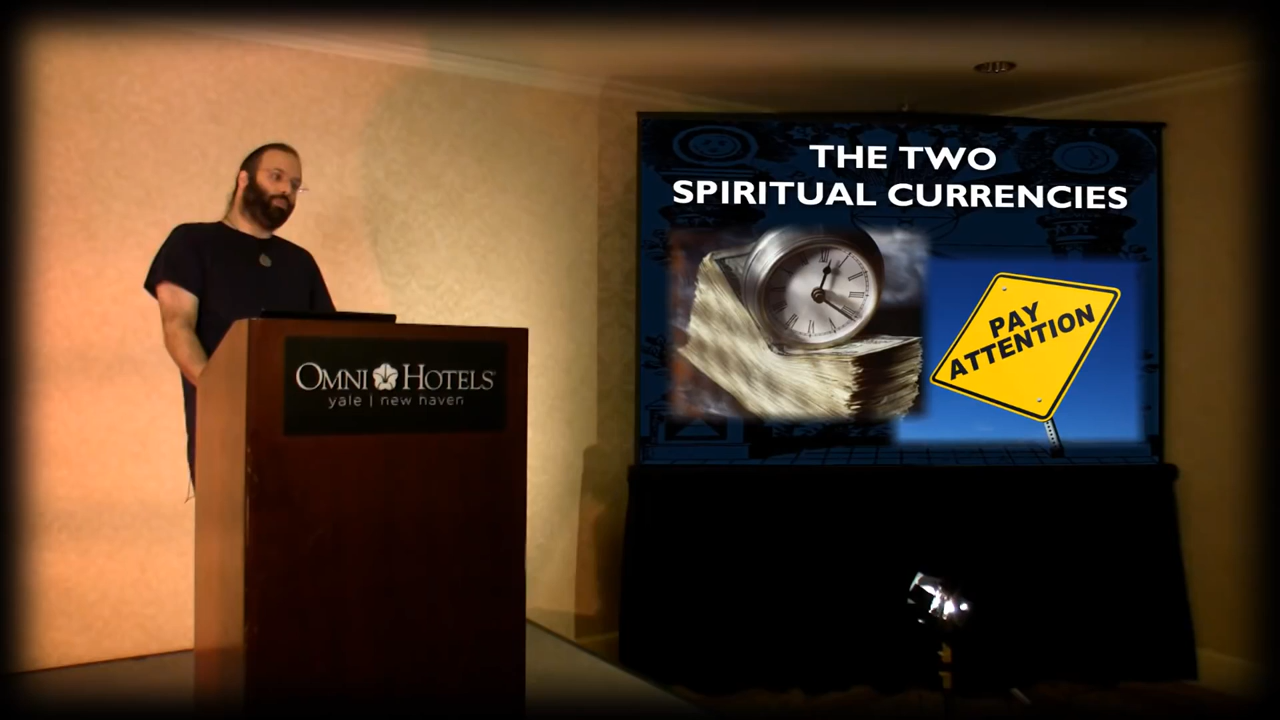 THE TWO
SPIRITUAL CURRENCIES
PAY
ATTENTION
OMNI HOTELS
yale | new haven